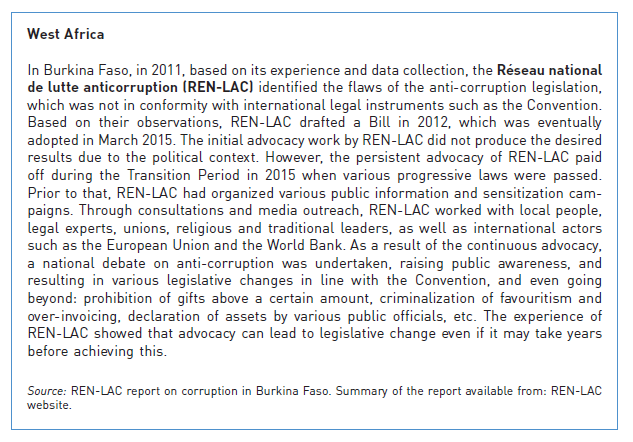 West Africa
In Burkina Faso, in 2011, based on its experience and data collection, the Réseau national
de lutte anticorruption (REN-LAC) identified the flaws of the anti-corruption legislation,
which was not in conformity with international legal instruments such as the Convention.
Based on their observations, REN-LAC drafted a Bill in 2012, which was eventually
adopted in March 2015. The initial advocacy work by REN-LAC did not produce the desired
results due to the political context. However, the persistent advocacy of REN-LAC paid
off during the Transition Period in 2015 when various progressive laws were passed.
Prior to that, REN-LAC had organized various public information and sensitization cam-
paigns. Through consultations and media outreach, REN-LAC worked with local people,
legal experts, unions, religious and traditional leaders, as well as international actors
such as the European Union and the World Bank. As a result of the continuous advocacy,
a national debate on anti-corruption was undertaken, raising public awareness, and
resulting in various legislative changes in line with the Convention, and even going
beyond: prohibition of gifts above a certain amount, criminalization of favouritism and
over-invoicing, declaration of assets by various public officials, etc. The experience of
REN-LAC showed that advocacy can lead to legislative change even if it may take years
before achieving this.
Source: REN-LAC report on corruption in Burkina Faso. Summary of the report available from: REN-LAC
website.